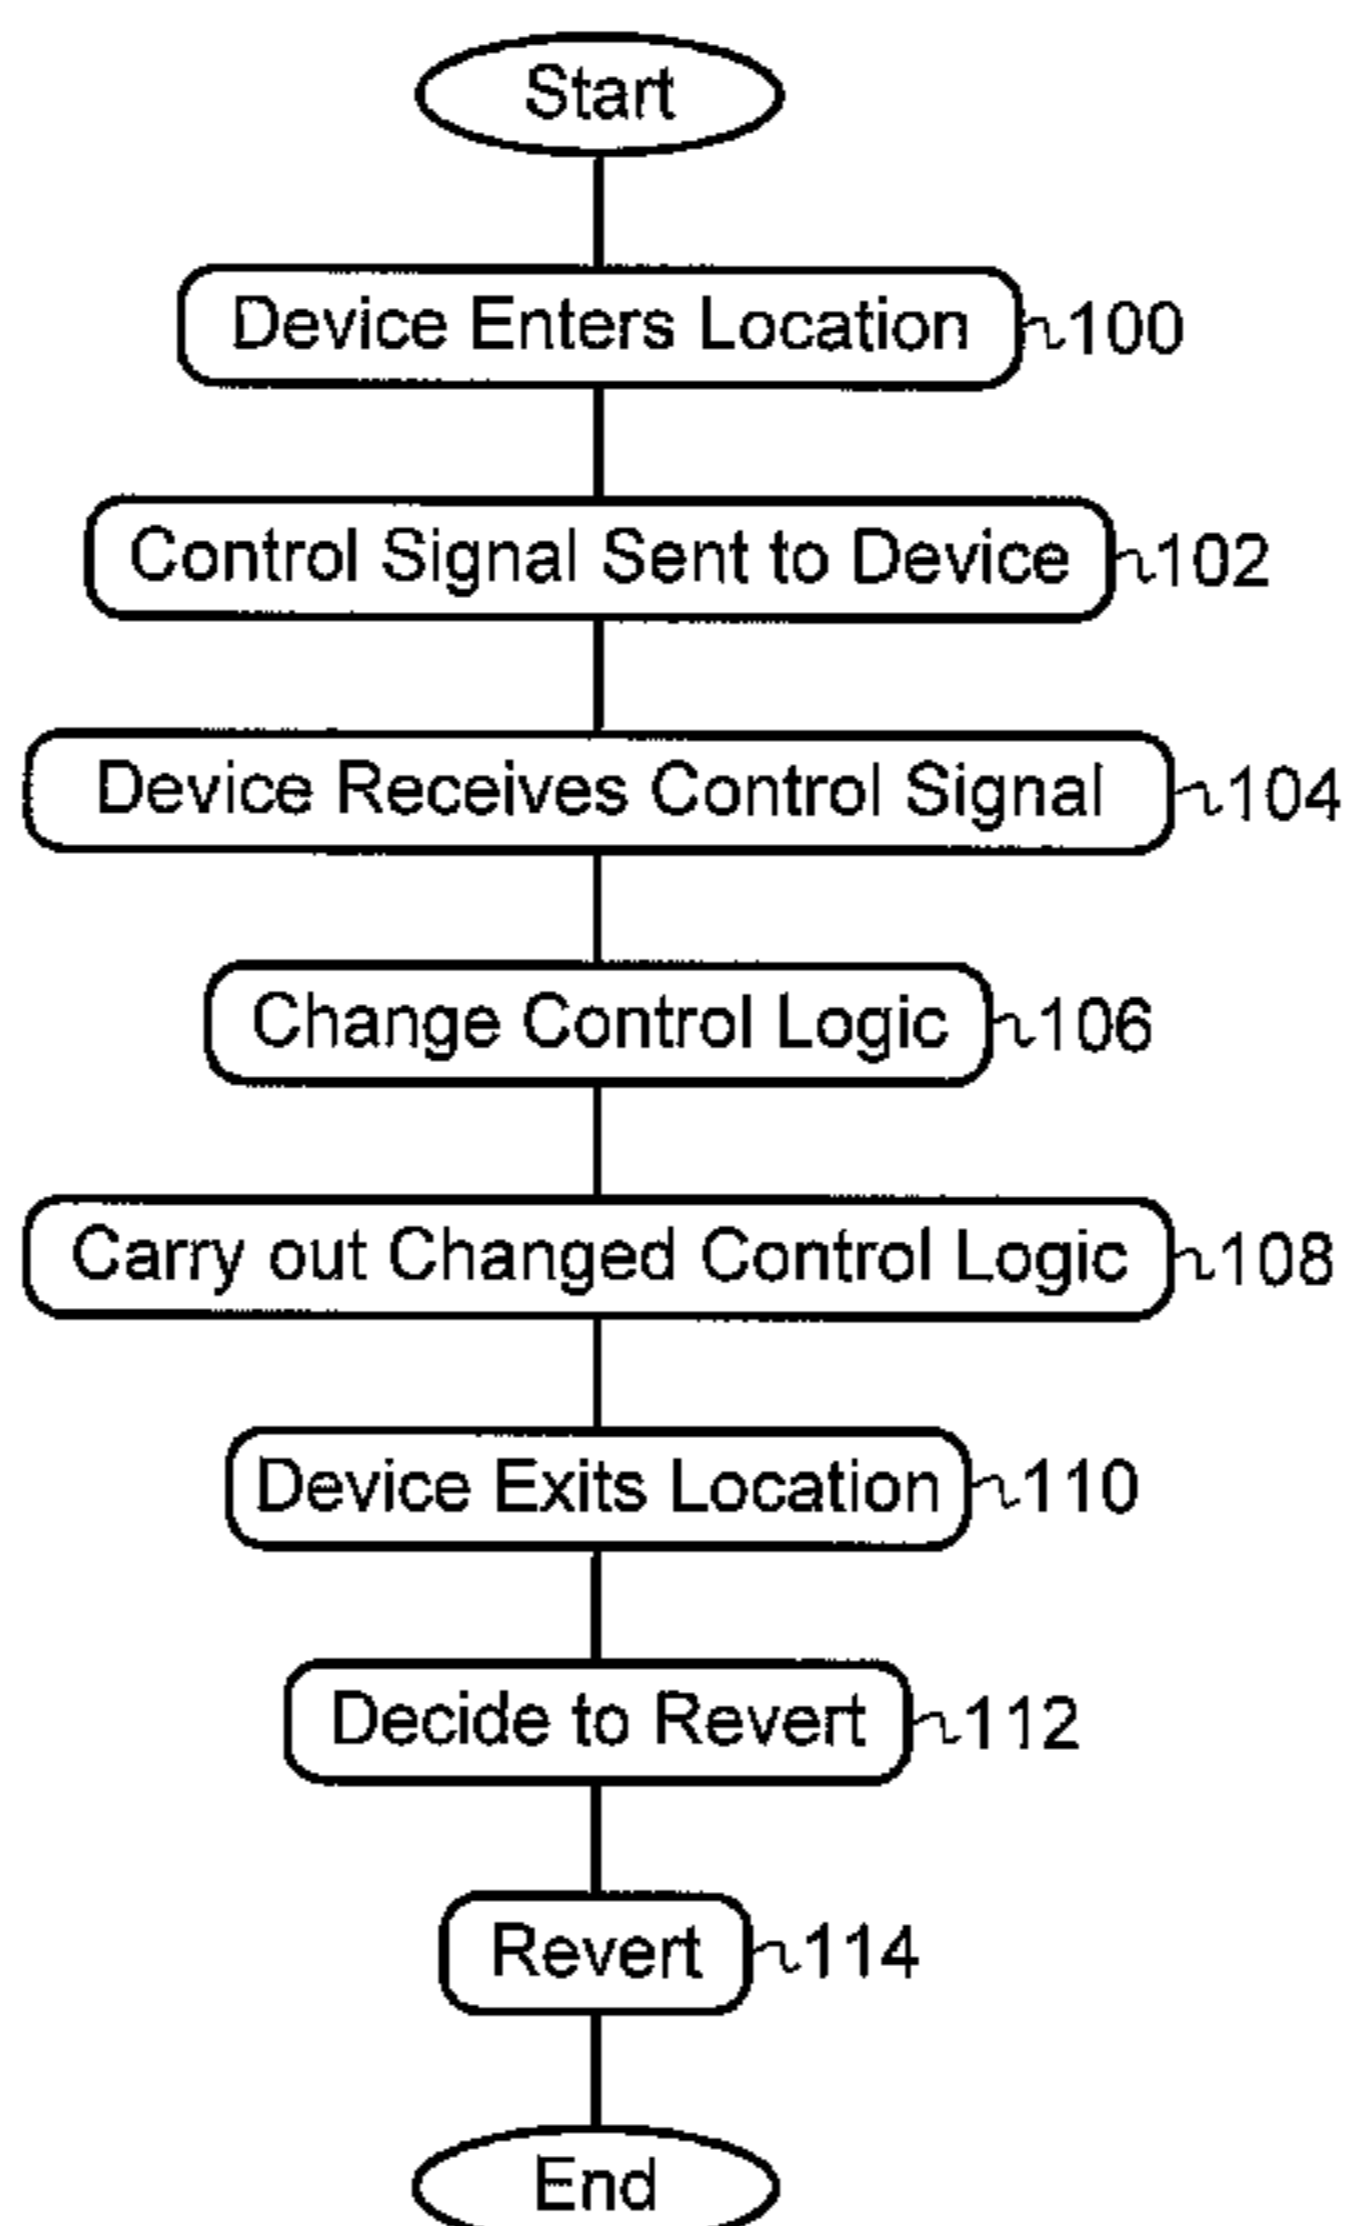 Start
Device Enters Location 100
Control Signal Sent to Device 102
Device Receives Control Signal 104
Change Control Logic 106
Carry out Changed Control Logic 108
Device Exits Location 110
Decide to Revert 112
Revert 114
End